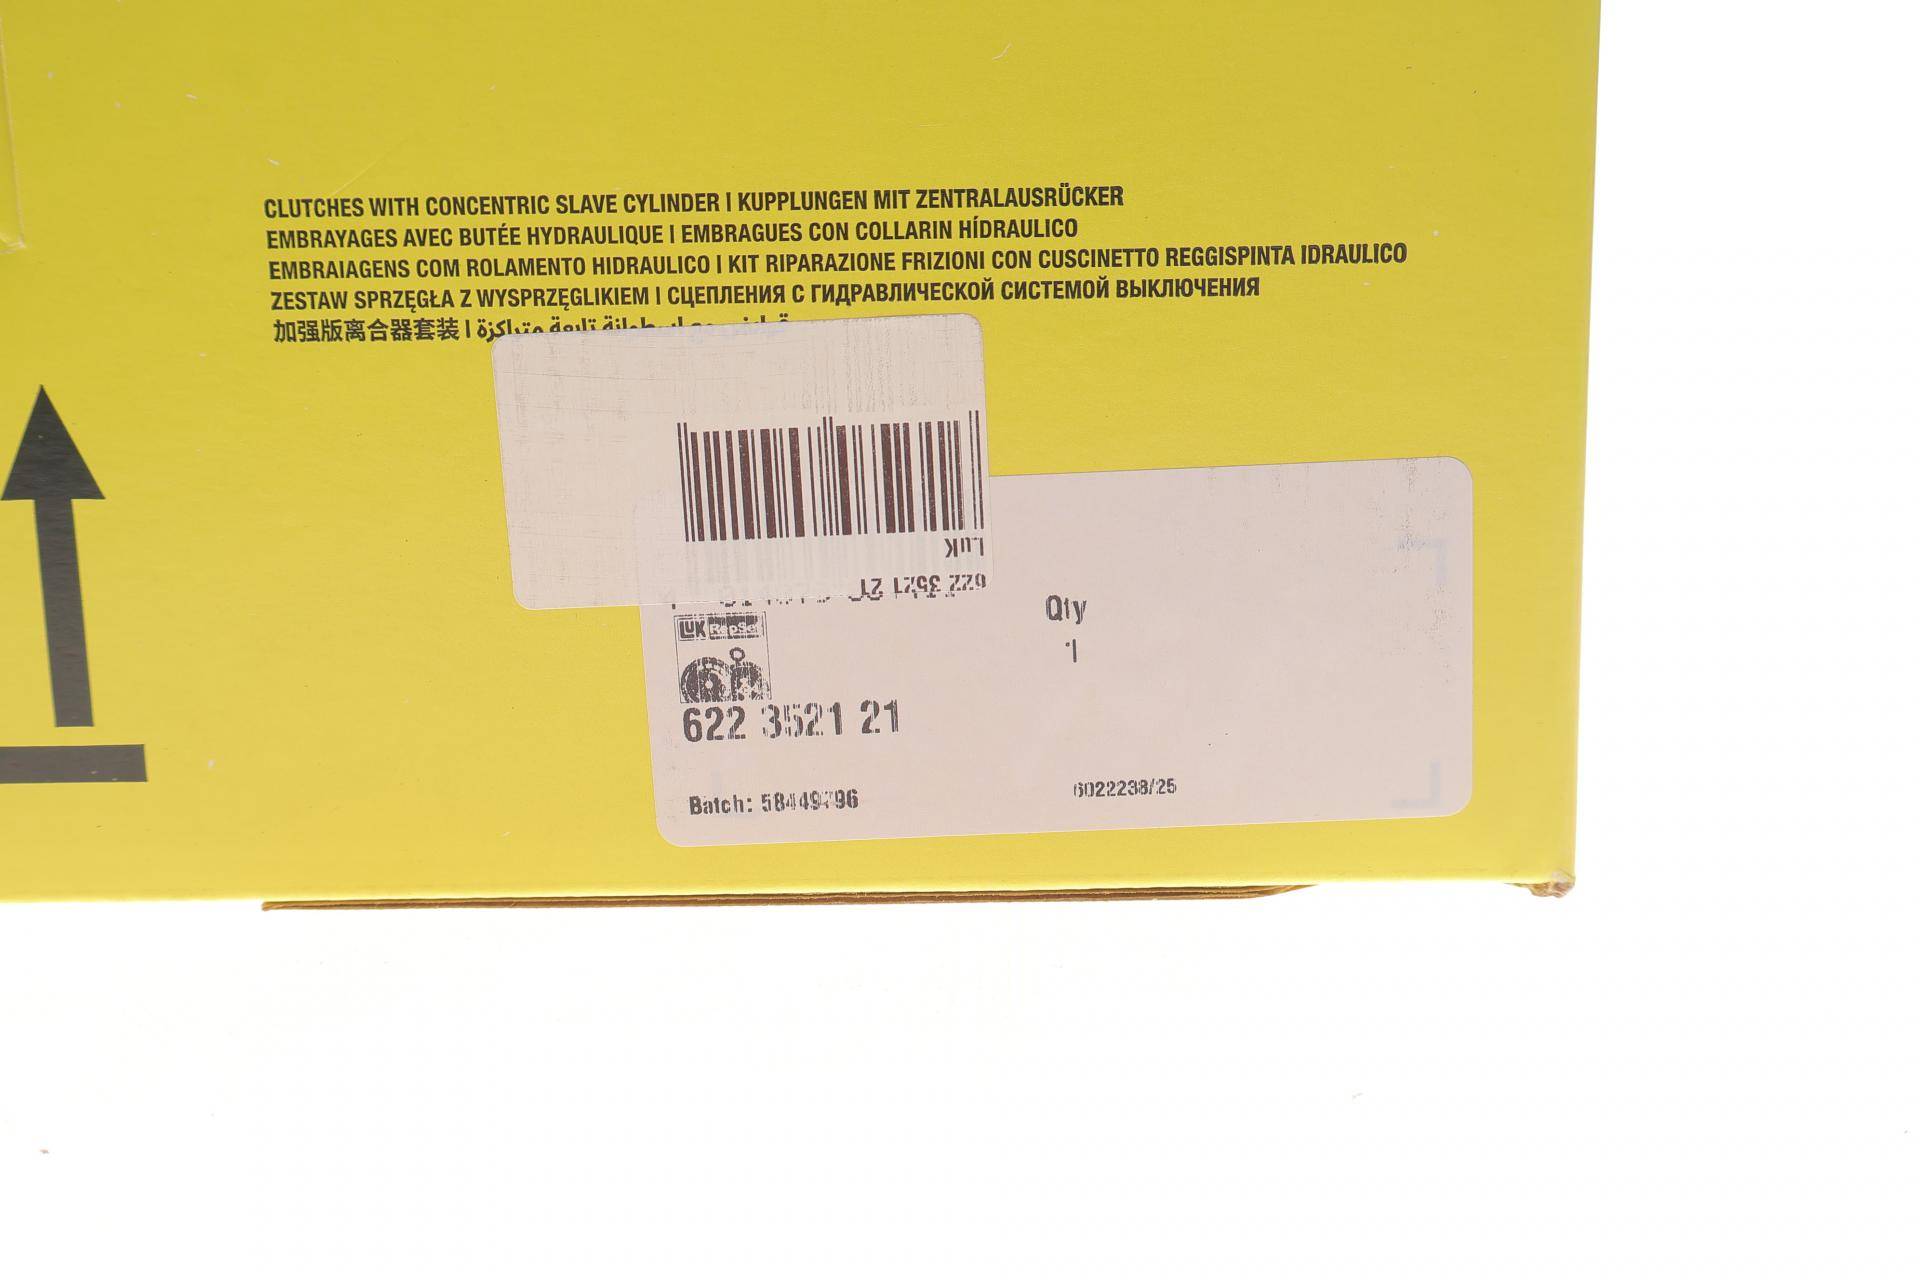 CLUTCHES WITH CONCENTRIC SLAVE CYLINDER | KUPPLUNGEN MIT ZENTRALAUSRÜCKER
EMBRAYAGES AVEC BUTÉE HYDRAULIQUE | EMBRAGUES CON COLLARIN HÍDRAULICO
EMBRAIAGENS COM ROLAMENTO HIDRAULICO | KIT RIPARAZIONE FRIZIONI CON CUSCINETTO REGGISPINTA IDRAULICO
ZESTAW SPRZĘGŁA Z WYSPRZĘGLIKIEM | СЦЕПЛЕНИЯ С ГИДРАВЛИЧЕСКОЙ СИСТЕМОЙ ВЫКЛЮЧЕНИЯ
加强版离合器套装 |
LuK
622 3521 21
Qty
1
LUK RepSet
622 3521 21
Batch:
6022238/25